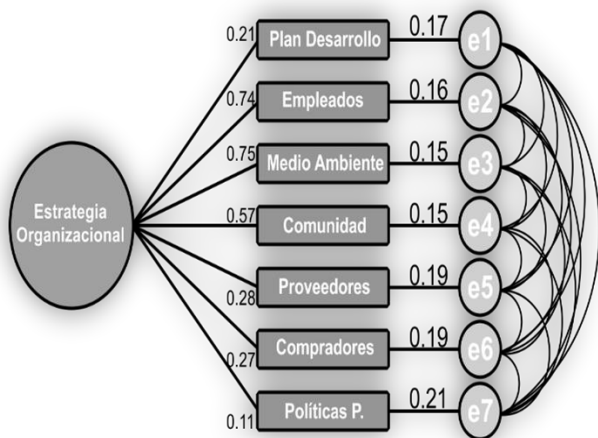 0.21 Plan Desarrollo 0.17 e1
0.74 Empleados 0.16 e2
0.75 Medio Ambiente 0.15 e3
Estrategia
Organizacional
0.57 Comunidad 0.15 e4
0.28 Proveedores 0.19 e5
0.27 Compradores 0.19 e6
0.11 Políticas P. 0.21 e7